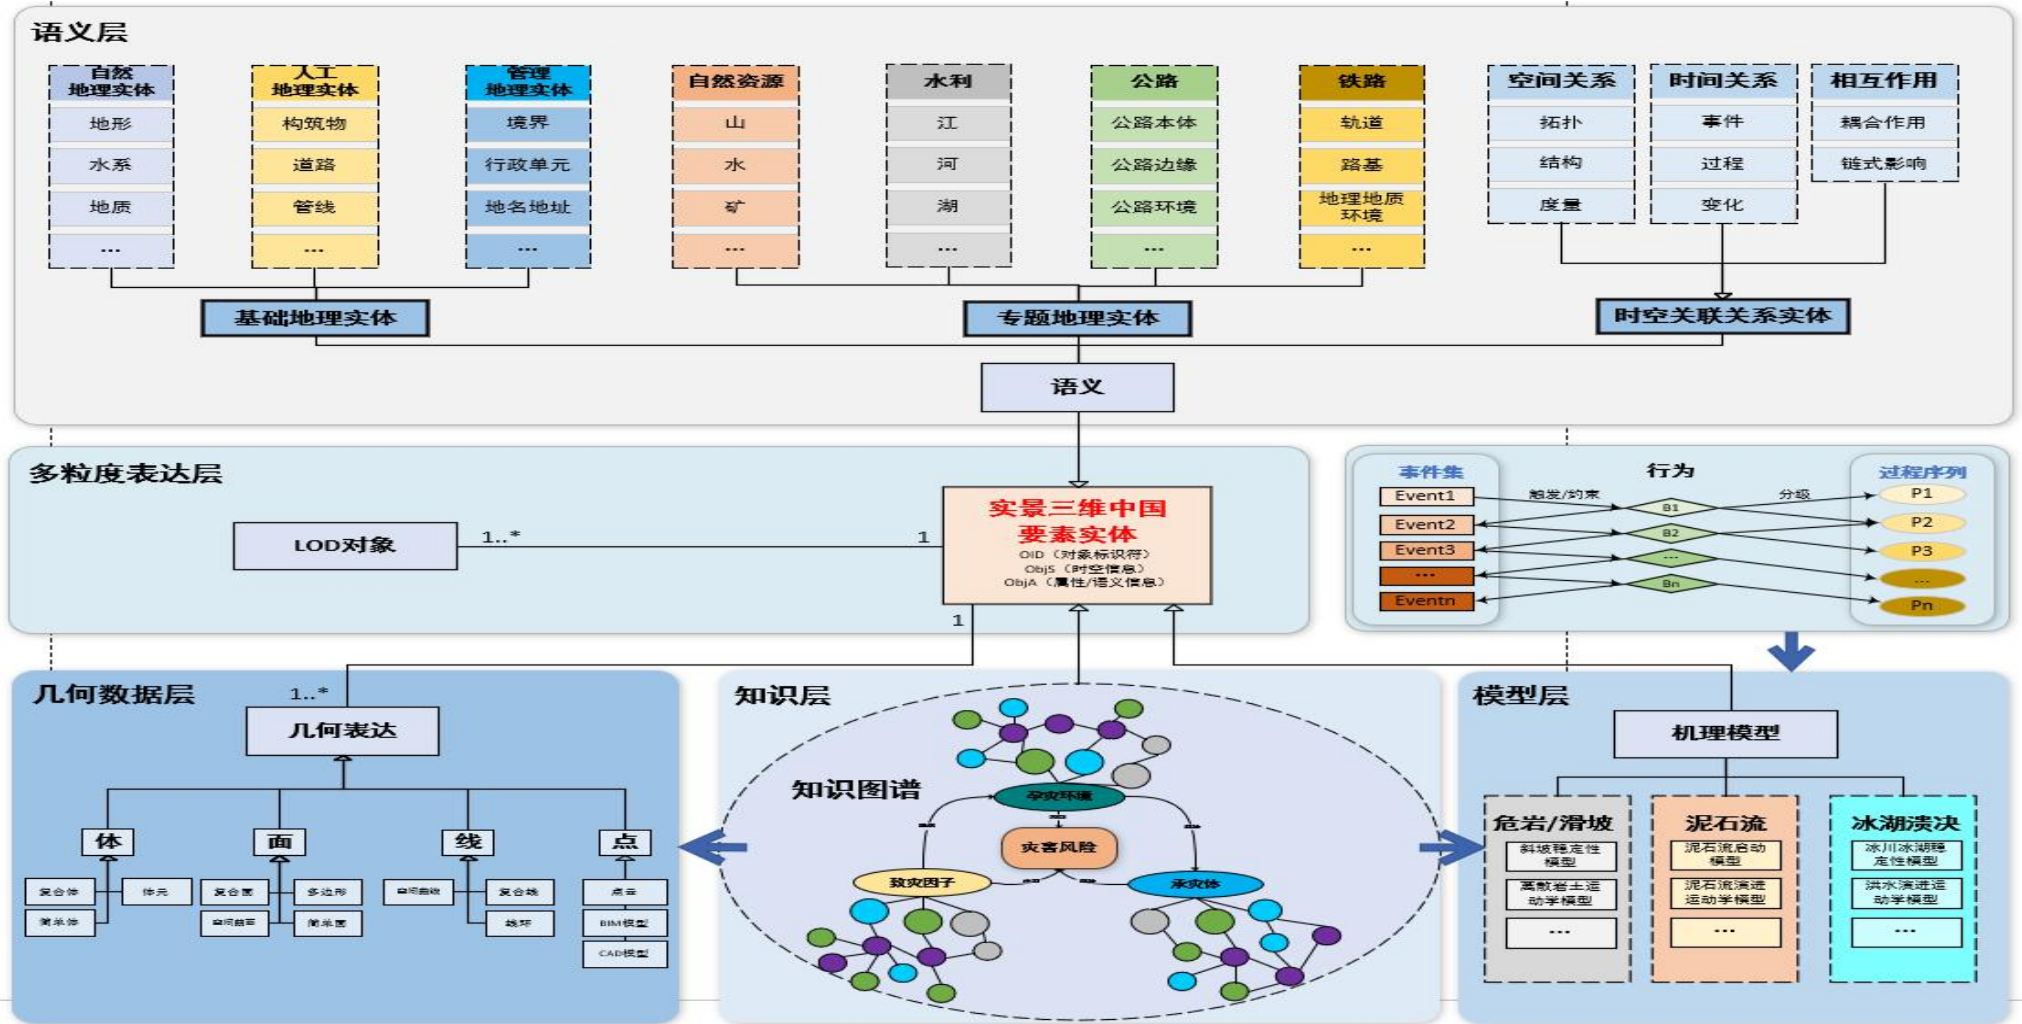 语义层
自然
地理实体
地形
水系
地质
...
人工
地理实体
构筑物
道路
管线
...
管理
地理实体
境界
行政单元
地名地址
...
自然资源
山
水
矿
...
水利
江
河
湖
...
公路
公路本体
公路边缘
公路环境
...
铁路
轨道
路基
地理地质
环境
...
空间关系
拓扑
结构
度量
时间关系
事件
过程
变化
相互作用
耦合作用
链式影响
基础地理实体
专题地理实体
时空关联关系实体
语义
多粒度表达层
LOD对象
1..*
1
实景三维中国
要素实体
OID（对象标识符）
ObjS（时空信息）
ObjA（属性/语义信息）
1
事件集
Event1
Event2
Event3
...
Eventn
行为
触发/约束
分级
B1
B2
...
Bn
过程序列
P1
P2
P3
...
Pn
几何数据层
1..*
几何表达
体
复合体
体元
简单体
面
复合面
多边形
空间曲面
简单面
线
空间曲线
复合线
线环
点
点云
BIM模型
CAD模型
知识层
知识图谱
孕灾环境
灾害风险
致灾因子
承灾体
模型层
机理模型
危岩/滑坡
斜坡稳定性
模型
离散岩土运
动学模型
...
泥石流
泥石流启动
模型
泥石流演进
运动学模型
...
冰湖溃决
冰川冰湖稳
定性模型
洪水演进运
动学模型
...